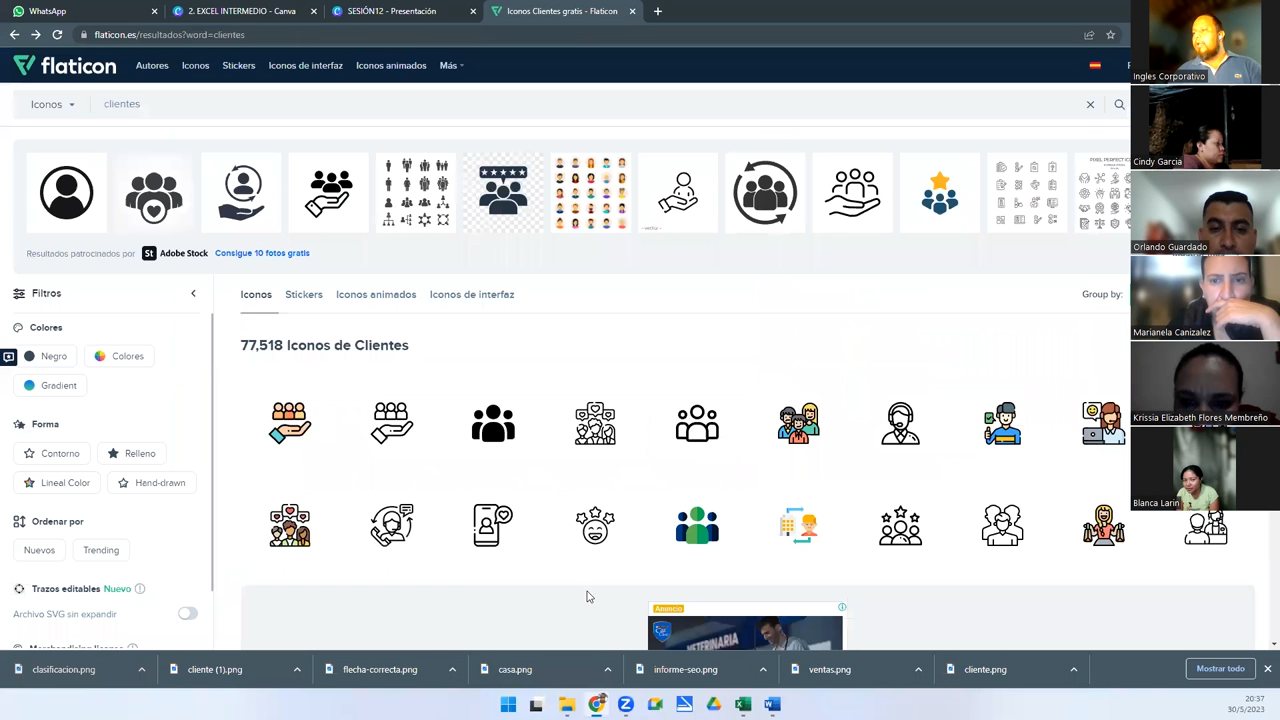 WhatsApp
2. EXCEL INTERMEDIO - Canva
SESIÓN12 - Presentación
Iconos Clientes gratis - Flaticon
flaticon.es/resultados?word=clientes
flaticon
Autores
Iconos
Stickers
Iconos de interfaz
Iconos animados
Más
Iconos
clientes
Resultados patrocinados por
St
Adobe Stock
Consigue 10 fotos gratis
Filtros
Iconos
Stickers
Iconos animados
Iconos de interfaz
Group by:
Colores
Negro
Colores
Gradient
77,518 Iconos de Clientes
Forma
Contorno
Relleno
Lineal Color
Hand-drawn
Ordenar por
Nuevos
Trending
Trazos editables Nuevo
Archivo SVG sin expandir
Anuncio
VETERINARIA
Ingles Corporativo
Cindy Garcia
Orlando Guardado
Marianela Canizalez
Krissia Elizabeth Flores Membreño
Blanca Larin
clasificacion.png
cliente (1).png
flecha-correcta.png
casa.png
informe-seo.png
ventas.png
cliente.png
Mostrar todo
20:37
30/5/2023